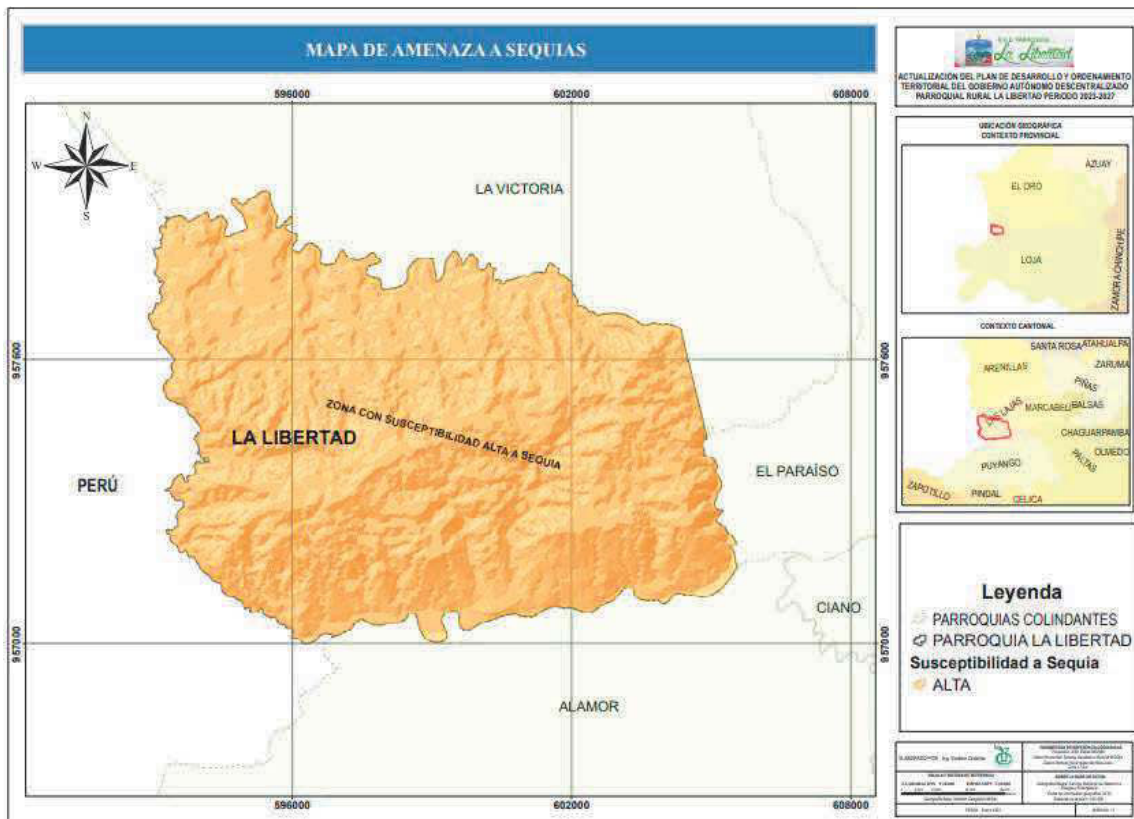 MAPA DE AMENAZA A SEQUIAS
596000
602000
608000
N
W
E
S
LA VICTORIA
957600
957600
ZONA CON SUSCEPTIBILIDAD ALTA A SEQUIA
LA LIBERTAD
PERÚ
EL PARAÍSO
CIANO
957000
957000
ALAMOR
596000
602000
608000
La Libertad
ACTUALIZACIÓN DEL PLAN DE DESARROLLO Y ORDENAMIENTO
TERRITORIAL DEL GOBIERNO AUTÓNOMO DESCENTRALIZADO
PARROQUIAL RURAL LA LIBERTAD PERIODO 2023-2027
UBICACIÓN GEOGRÁFICA
CONTEXTO PROVINCIAL
AZUAY
EL ORO
LOJA
ZAMORA CHINCHIPE
CONTEXTO CANTONAL
SANTA ROSA
ATAHUALPA
ARENILLAS
ZARUMA
PIÑAS
LAJAS
MARCABELI
BALSAS
CHAGUARPAMBA
OLMEDO
PALTAS
PUYANGO
ZAPOTILLO
PINDAL
CELICA
Leyenda
PARROQUIAS COLINDANTES
PARROQUIA LA LIBERTAD
Susceptibilidad a Sequia
ALTA